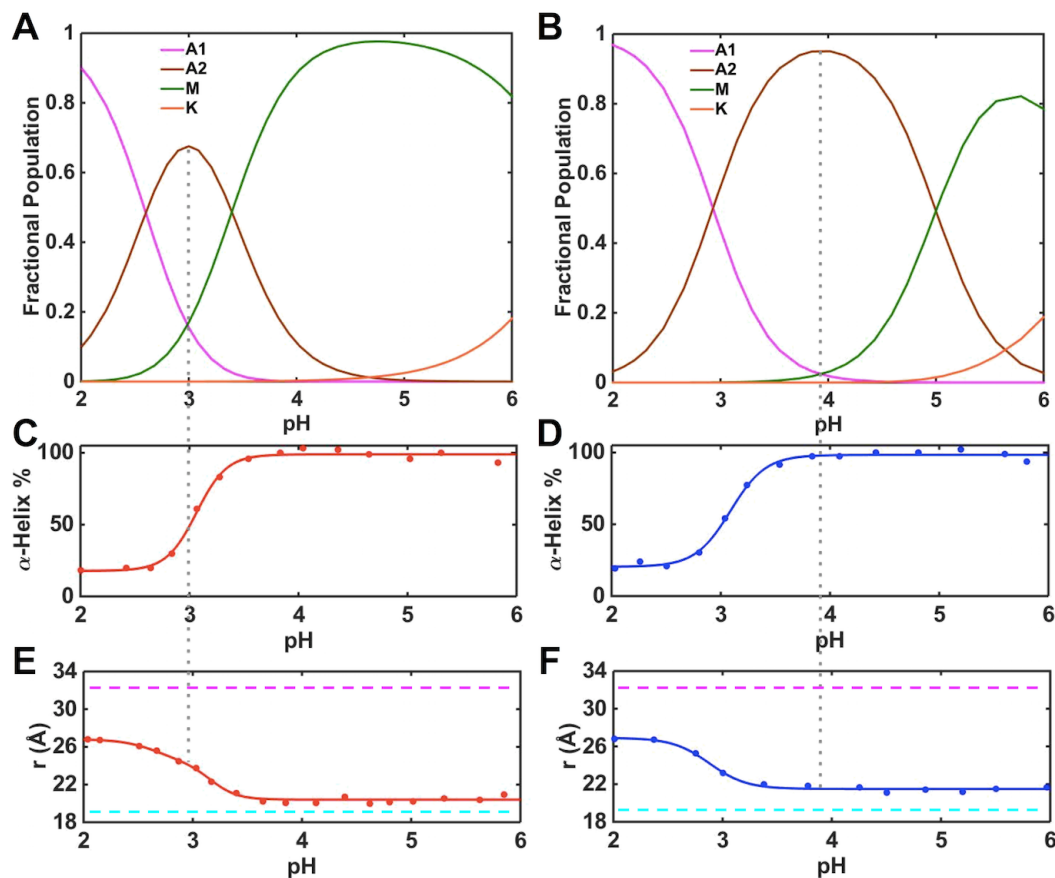 A
1
0.8
0.6
0.4
0.2
0
Fractional Population
A1
A2
M
K
2 3 4 5 6
pH
B
1
0.8
0.6
0.4
0.2
0
Fractional Population
A1
A2
M
K
2 3 4 5 6
pH
C
100
50
0
α-Helix %
2 3 4 5 6
pH
D
100
50
0
α-Helix %
2 3 4 5 6
pH
E
34
30
26
22
18
r (Å)
2 3 4 5 6
pH
F
34
30
26
22
18
r (Å)
2 3 4 5 6
pH